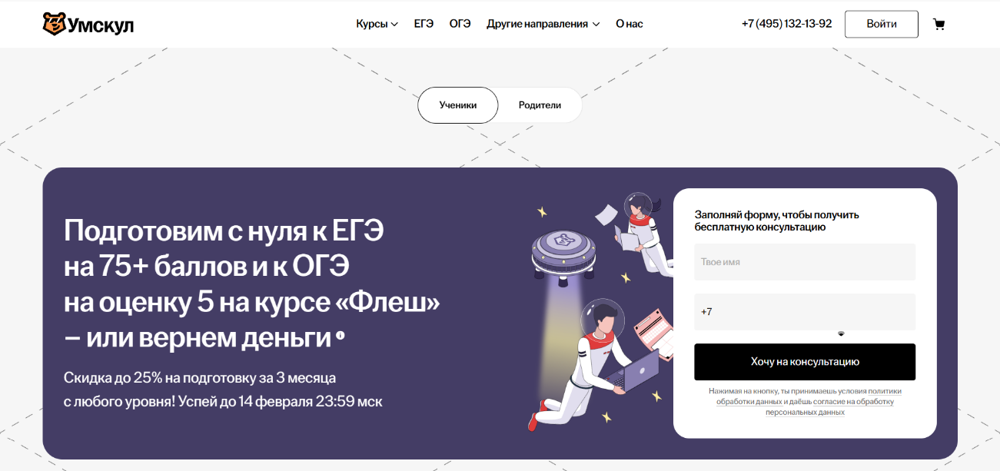 Умскул
Курсы
ЕГЭ
ОГЭ
Другие направления
О нас
+7 (495) 132-13-92
Войти
Ученики
Родители
Подготовим с нуля к ЕГЭ
на 75+ баллов и к ОГЭ
на оценку 5 на курсе «Флеш»
– или вернем деньги
Скидка до 25% на подготовку за 3 месяца
с любого уровня! Успей до 14 февраля 23:59 мск
Заполняй форму, чтобы получить
бесплатную консультацию
Твое имя
+7
Хочу на консультацию
Нажимая на кнопку, ты принимаешь условия политики
обработки данных и даёшь согласие на обработку
персональных данных